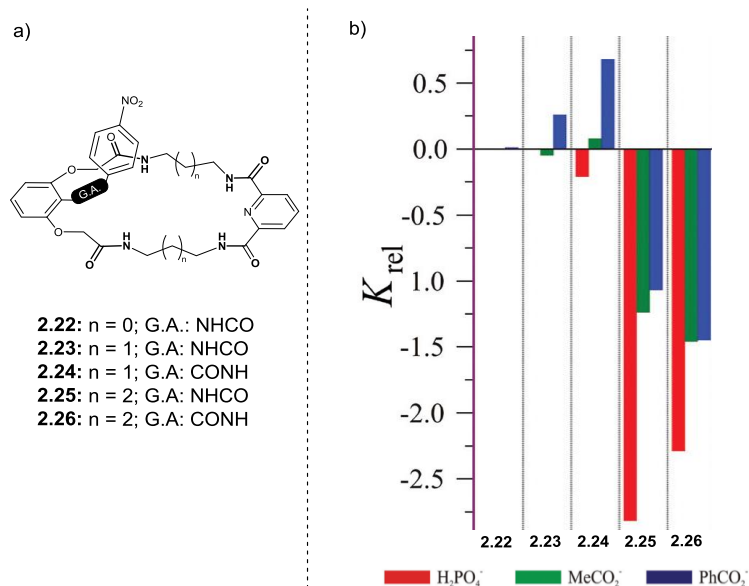 a)
NO₂
O
O
N
H
n
N
H
O
G.A.
N
O
O
H
N
n
H
N
O
2.22: n = 0; G.A.: NHCO
2.23: n = 1; G.A: NHCO
2.24: n = 1; G.A: CONH
2.25: n = 2; G.A: NHCO
2.26: n = 2; G.A: CONH
b)
K rel
0.5
0.0
-0.5
1.0
-1.5
-2.0
-2.5
2.22 2.23 2.24 2.25 2.26
H₂PO₄⁻ MeCO₂⁻ PhCO₂⁻